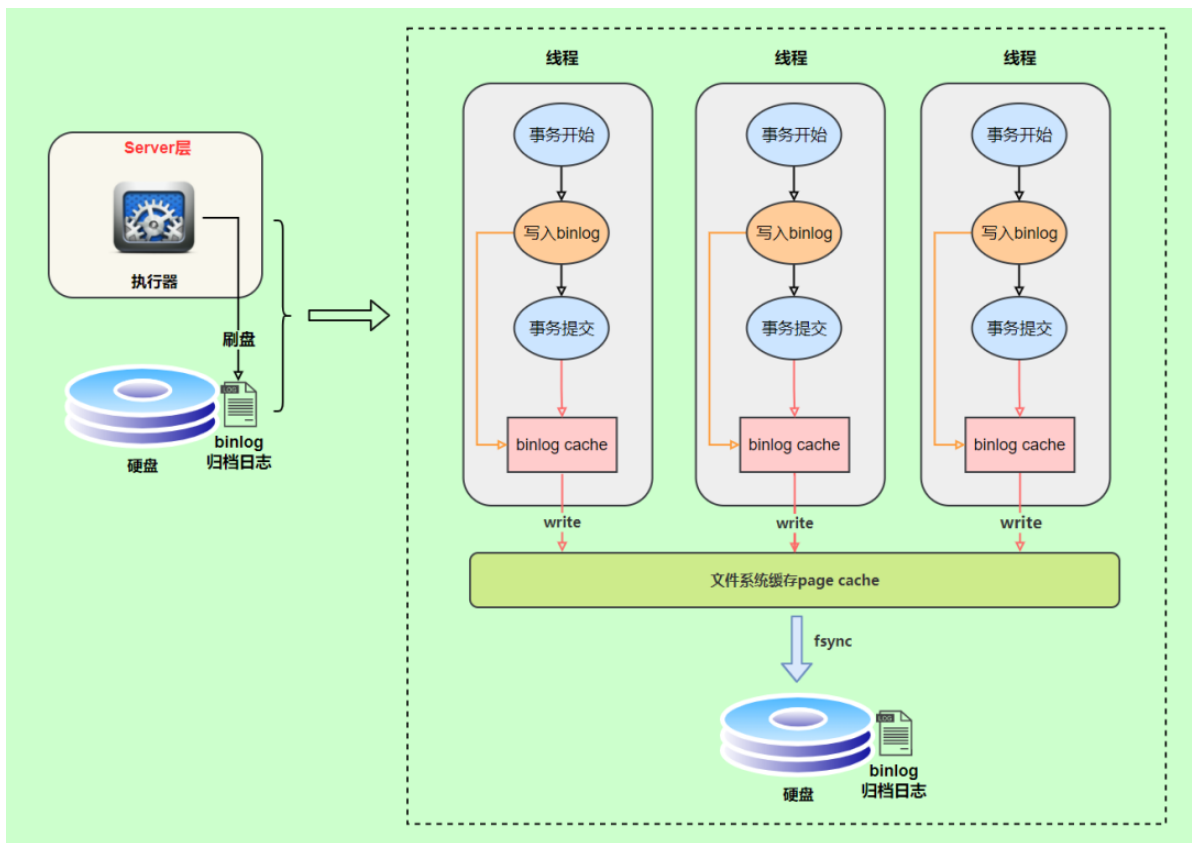 Server层
执行器
刷盘
LOG
binlog
归档日志
硬盘
线程
事务开始
写入binlog
事务提交
binlog cache
write
线程
事务开始
写入binlog
事务提交
binlog cache
write
线程
事务开始
写入binlog
事务提交
binlog cache
write
文件系统缓存page cache
fsync
LOG
binlog
归档日志
硬盘